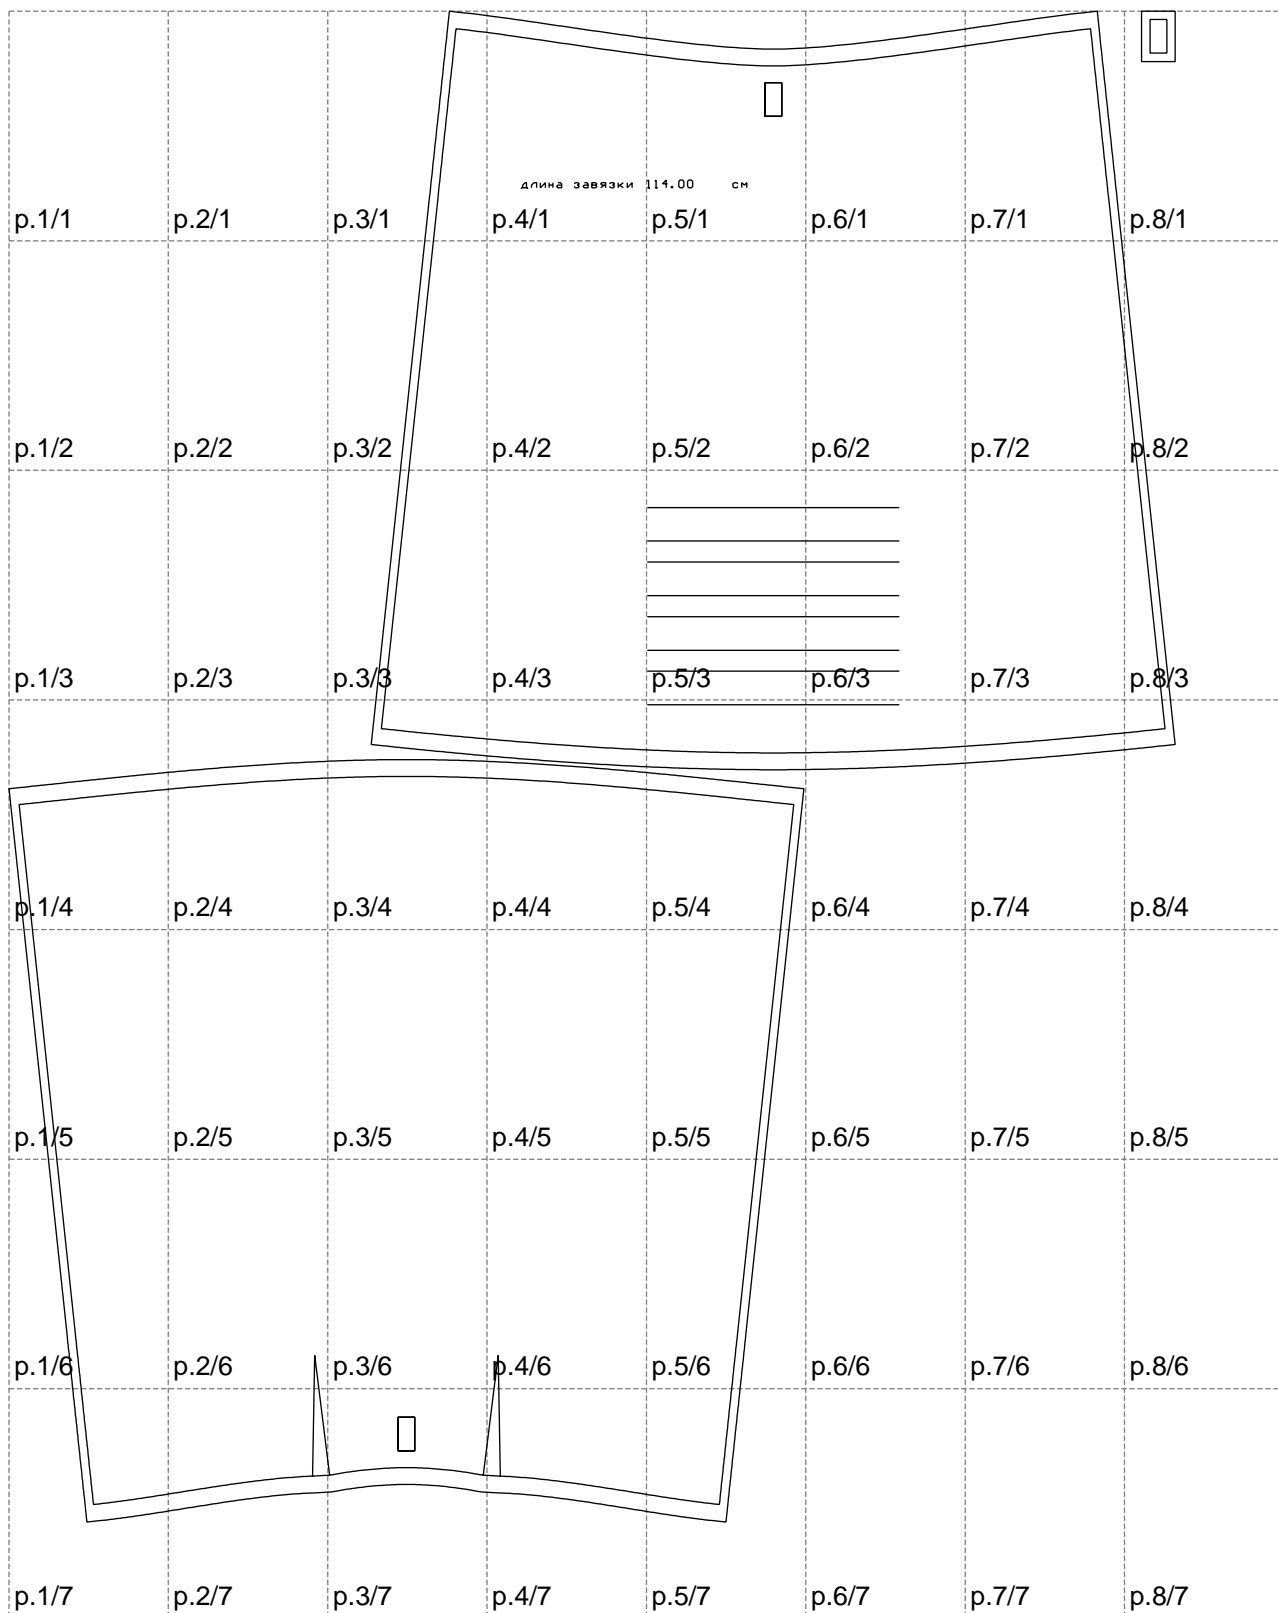 длина завязки 114.00 см
p.1/1 p.2/1 p.3/1 p.4/1 p.5/1 p.6/1 p.7/1 p.8/1
p.1/2 p.2/2 p.3/2 p.4/2 p.5/2 p.6/2 p.7/2 p.8/2
p.1/3 p.2/3 p.3/3 p.4/3 p.5/3 p.6/3 p.7/3 p.8/3
p.1/4 p.2/4 p.3/4 p.4/4 p.5/4 p.6/4 p.7/4 p.8/4
p.1/5 p.2/5 p.3/5 p.4/5 p.5/5 p.6/5 p.7/5 p.8/5
p.1/6 p.2/6 p.3/6 p.4/6 p.5/6 p.6/6 p.7/6 p.8/6
p.1/7 p.2/7 p.3/7 p.4/7 p.5/7 p.6/7 p.7/7 p.8/7